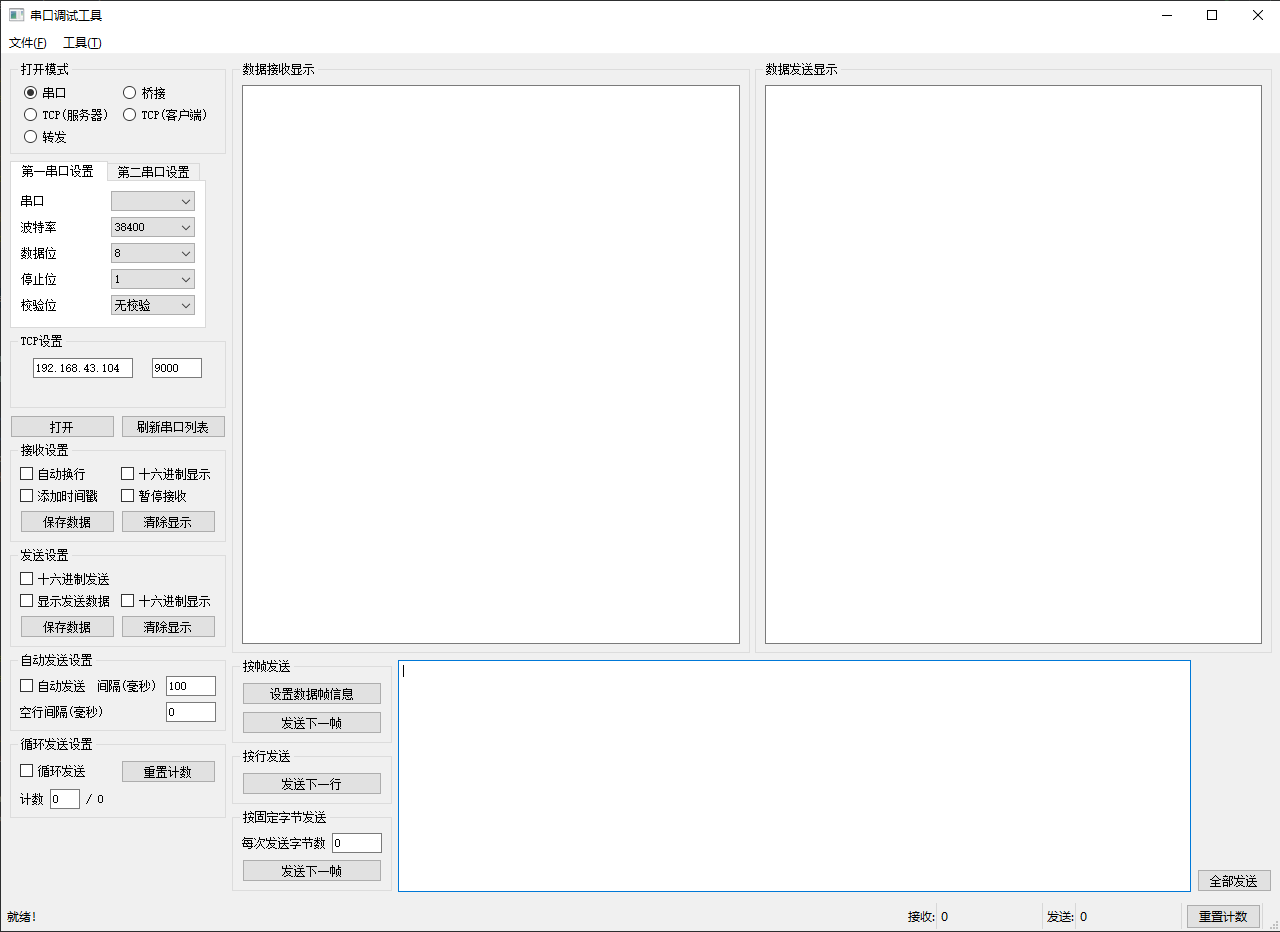 串口调试工具
文件(F) 工具(T)
打开模式
串口 桥接
TCP(服务器) TCP(客户端)
转发
第一串口设置 第二串口设置
串口
波特率 38400
数据位 8
停止位 1
校验位 无校验
TCP设置
192.168.43.104 9000
打开 刷新串口列表
接收设置
自动换行 十六进制显示
添加时间戳 暂停接收
保存数据 清除显示
发送设置
十六进制发送
显示发送数据 十六进制显示
保存数据 清除显示
自动发送设置
自动发送 间隔(毫秒) 100
空行间隔(毫秒) 0
循环发送设置
循环发送 重置计数
计数 0 / 0
数据接收显示
数据发送显示
按帧发送
设置数据帧信息
发送下一帧
按行发送
发送下一行
按固定字节发送
每次发送字节数 0
发送下一帧
全部发送
就绪! 接收: 0 发送: 0 重置计数